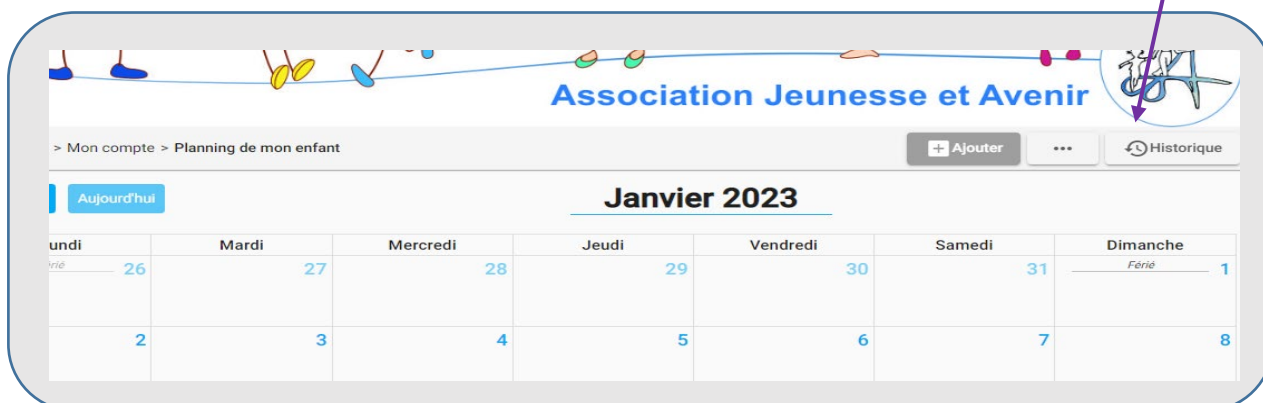 Association Jeunesse et Avenir
> Mon compte > Planning de mon enfant
+ Ajouter ... Historique
Aujourd'hui
Janvier 2023
undi Mardi Mercredi Jeudi Vendredi Samedi Dimanche
rié 26 27 28 29 30 31 Férié 1
2 3 4 5 6 7 8